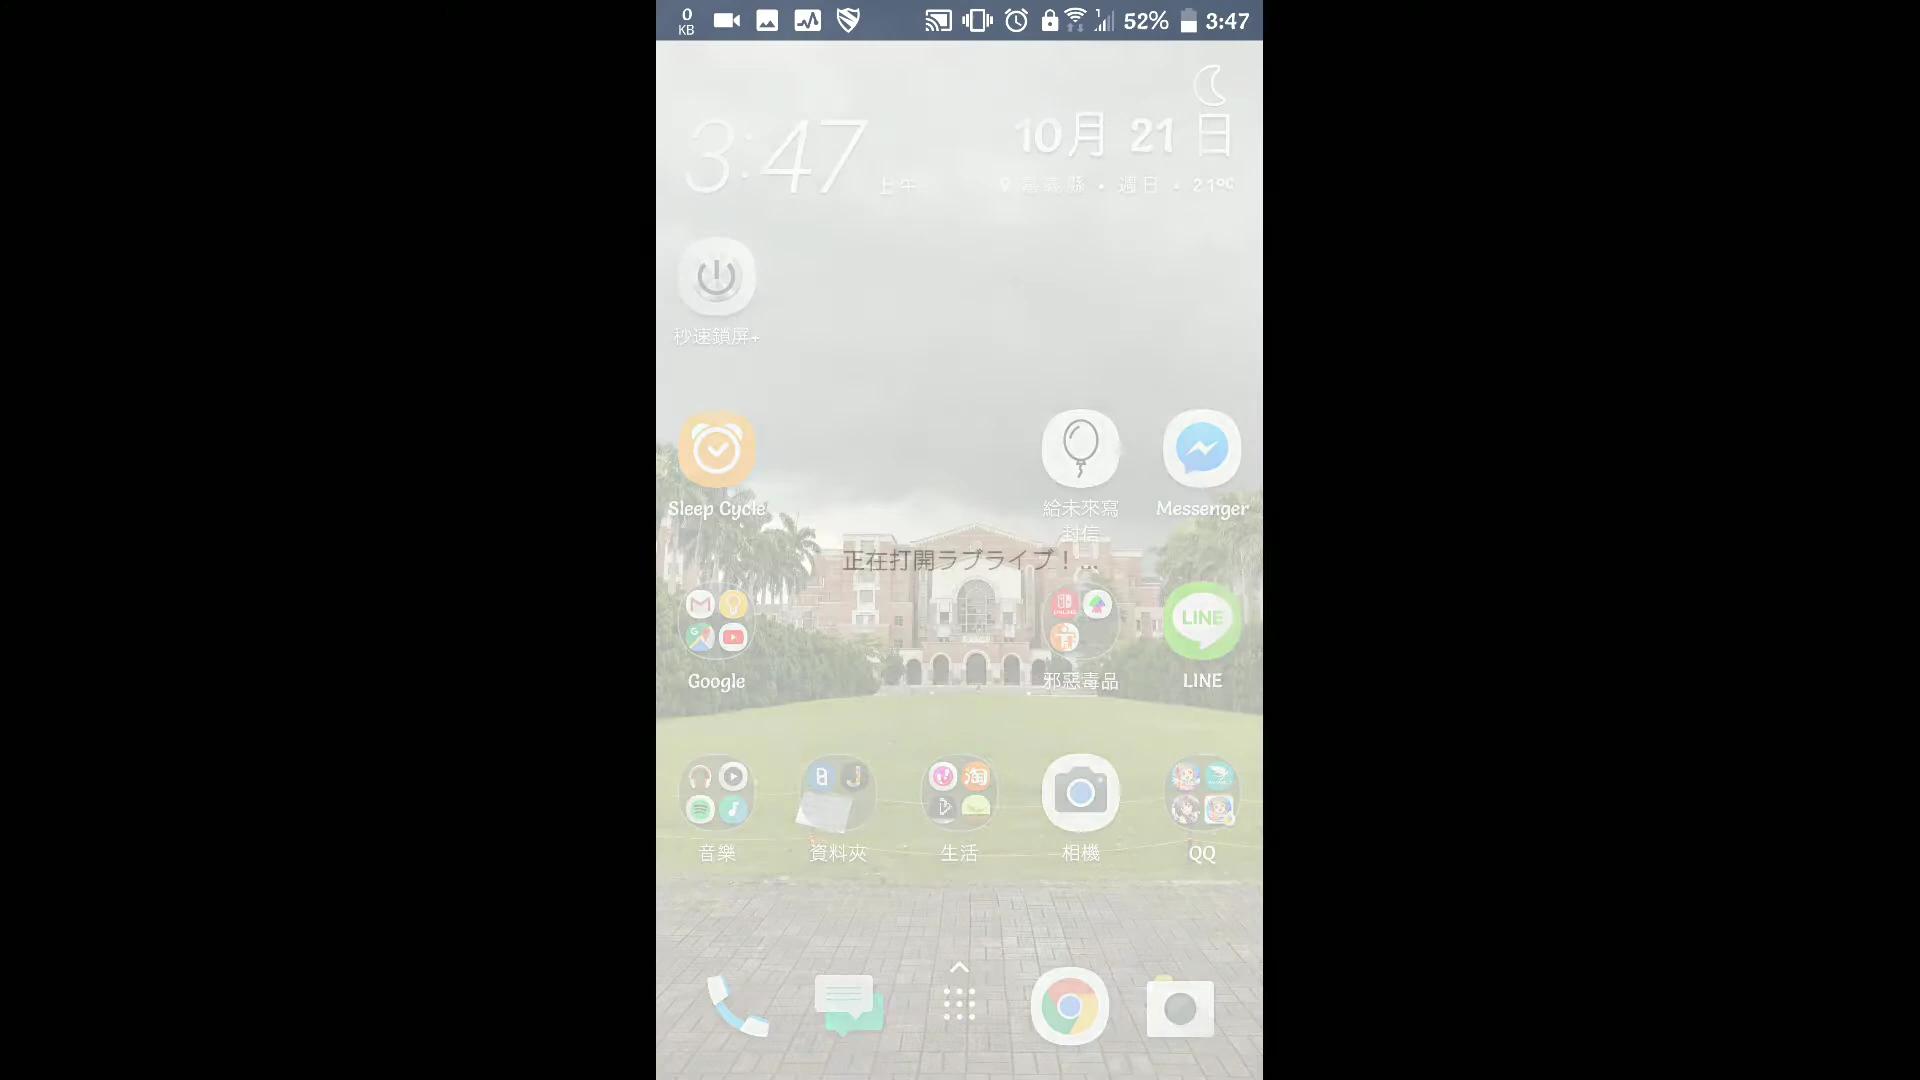 0
KB
52%
3:47
3:47
上午
10月 21 日
嘉義縣 • 週日 • 21°C
秒速鎖屏+
Sleep Cycle
給未來寫
封信
Messenger
正在打開ラブライブ！...
LINE
Google
邪惡毒品
LINE
音樂
資料夾
生活
相機
QQ